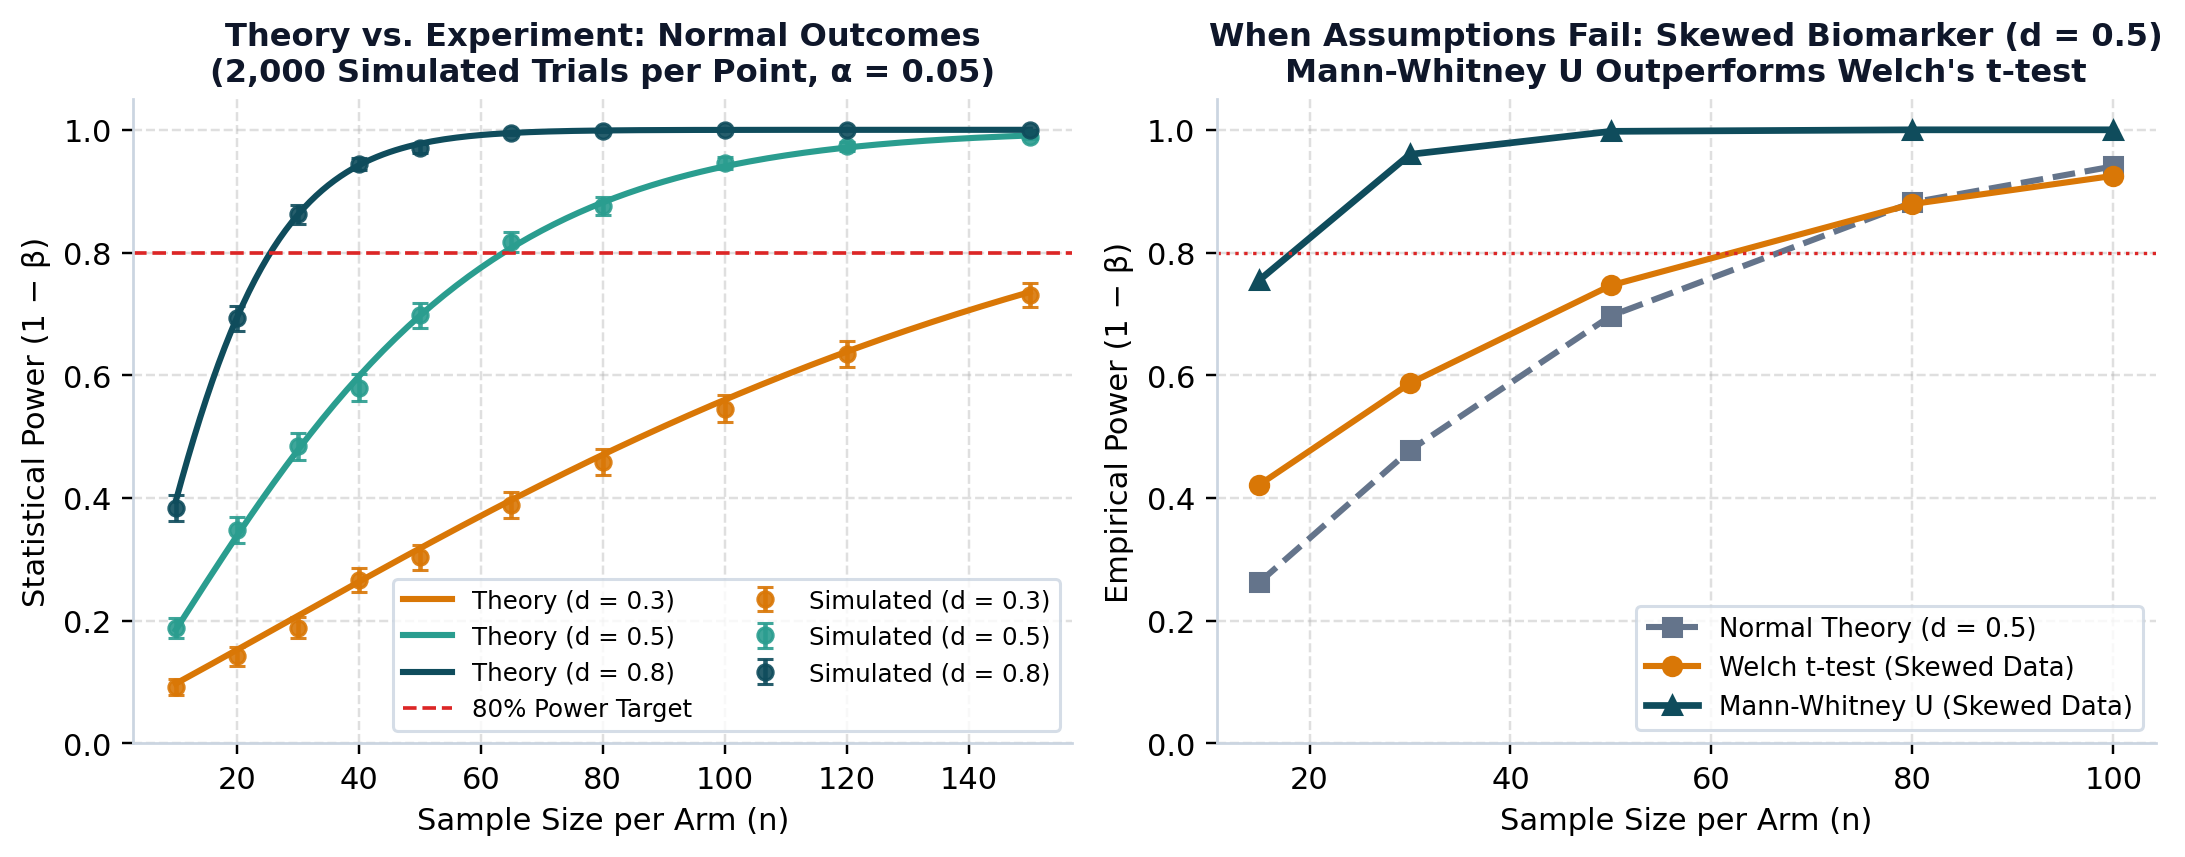 Theory vs. Experiment: Normal Outcomes
(2,000 Simulated Trials per Point, α = 0.05)
Statistical Power (1 − β)
1.0
0.8
0.6
0.4
0.2
0.0
20 40 60 80 100 120 140
Sample Size per Arm (n)
Theory (d = 0.3)
Theory (d = 0.5)
Theory (d = 0.8)
80% Power Target
Simulated (d = 0.3)
Simulated (d = 0.5)
Simulated (d = 0.8)
When Assumptions Fail: Skewed Biomarker (d = 0.5)
Mann-Whitney U Outperforms Welch's t-test
Empirical Power (1 − β)
1.0
0.8
0.6
0.4
0.2
0.0
20 40 60 80 100
Sample Size per Arm (n)
Normal Theory (d = 0.5)
Welch t-test (Skewed Data)
Mann-Whitney U (Skewed Data)